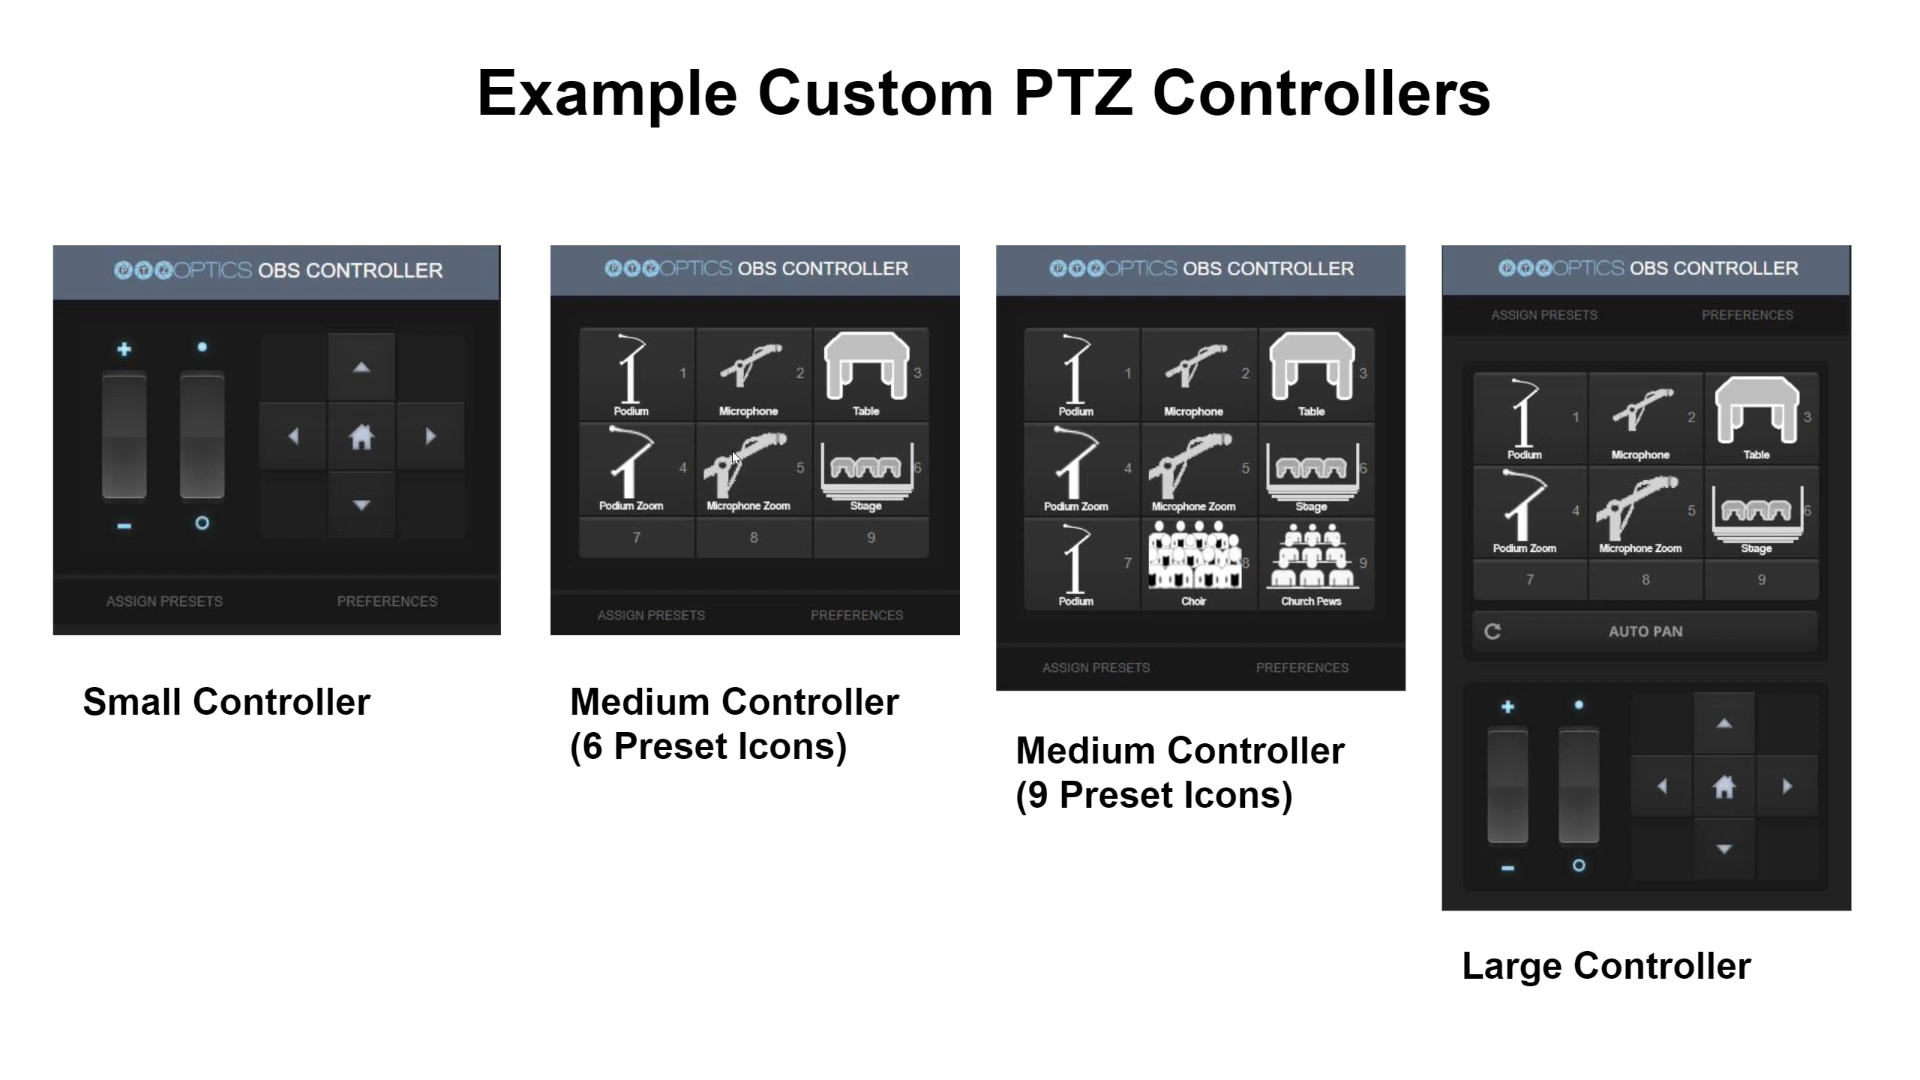 Example Custom PTZ Controllers
PTZOPTICS OBS CONTROLLER
ASSIGN PRESETS PREFERENCES
Small Controller
PTZOPTICS OBS CONTROLLER
1 2 3
Podium Microphone Table
4 5 6
Podium Zoom Microphone Zoom Stage
7 8 9
ASSIGN PRESETS PREFERENCES
Medium Controller
(6 Preset Icons)
PTZOPTICS OBS CONTROLLER
1 2 3
Podium Microphone Table
4 5 6
Podium Zoom Microphone Zoom Stage
7 8 9
Podium Choir Church Pews
ASSIGN PRESETS PREFERENCES
Medium Controller
(9 Preset Icons)
PTZOPTICS OBS CONTROLLER
ASSIGN PRESETS PREFERENCES
1 2 3
Podium Microphone Table
4 5 6
Podium Zoom Microphone Zoom Stage
7 8 9
AUTO PAN
Large Controller